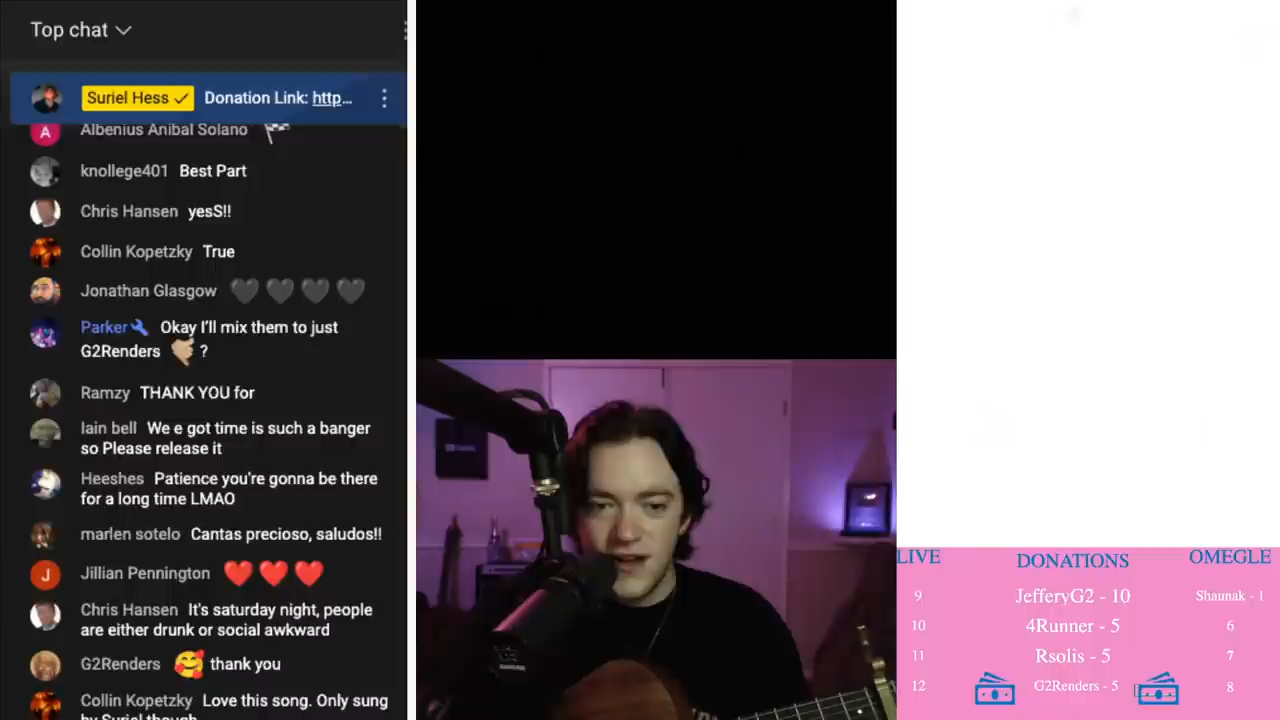 Top chat
Suriel Hess Donation Link: http...
Albenius Anibal Solano
knollege401 Best Part
Chris Hansen yesS!!
Collin Kopetzky True
Jonathan Glasgow 🖤 🖤 🖤 🖤
Parker Okay I'll mix them to just
G2Renders 🤙🏼 ?
Ramzy THANK YOU for
Iain bell We e got time is such a banger
so Please release it
Heeshes Patience you're gonna be there
for a long time LMAO
marlen sotelo Cantas precioso, saludos!!
Jillian Pennington ❤️ ❤️ ❤️
Chris Hansen It's saturday night, people
are either drunk or social awkward
G2Renders 🥰 thank you
Collin Kopetzky Love this song. Only sung
by Suriel though
LIVE DONATIONS OMEGLE
9 JefferyG2 - 10 Shaunak - 1
10 4Runner - 5 6
11 Rsolis - 5 7
12 G2Renders - 5 8